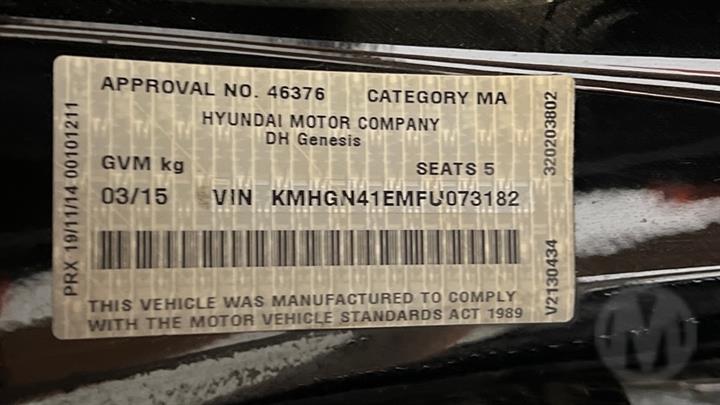 APPROVAL NO. 46376 CATEGORY MA
HYUNDAI MOTOR COMPANY
DH Genesis
GVM kg SEATS 5
03/15 VIN KMHGN41EMFU073182
THIS VEHICLE WAS MANUFACTURED TO COMPLY
WITH THE MOTOR VEHICLE STANDARDS ACT 1989
PRX 19/11/14 00101211
V2130434 320203802
M